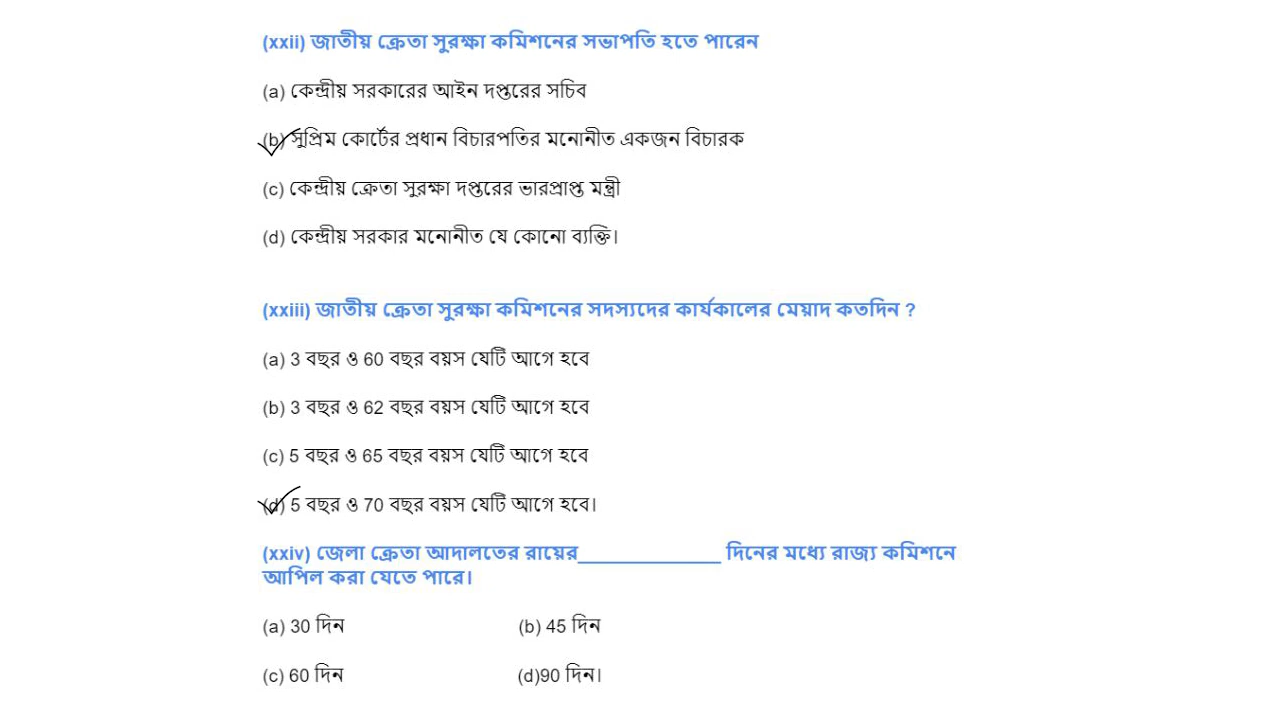 (xxii) জাতীয় ক্রেতা সুরক্ষা কমিশনের সভাপতি হতে পারেন
(a) কেন্দ্রীয় সরকারের আইন দপ্তরের সচিব
(b) সুপ্রিম কোর্টের প্রধান বিচারপতির মনোনীত একজন বিচারক
(c) কেন্দ্রীয় ক্রেতা সুরক্ষা দপ্তরের ভারপ্রাপ্ত মন্ত্রী
(d) কেন্দ্রীয় সরকার মনোনীত যে কোনো ব্যক্তি।
(xxiii) জাতীয় ক্রেতা সুরক্ষা কমিশনের সদস্যদের কার্যকালের মেয়াদ কতদিন ?
(a) 3 বছর ও 60 বছর বয়স যেটি আগে হবে
(b) 3 বছর ও 62 বছর বয়স যেটি আগে হবে
(c) 5 বছর ও 65 বছর বয়স যেটি আগে হবে
(d) 5 বছর ও 70 বছর বয়স যেটি আগে হবে।
(xxiv) জেলা ক্রেতা আদালতের রায়ের______________ দিনের মধ্যে রাজ্য কমিশনে
আপিল করা যেতে পারে।
(a) 30 দিন (b) 45 দিন
(c) 60 দিন (d)90 দিন।